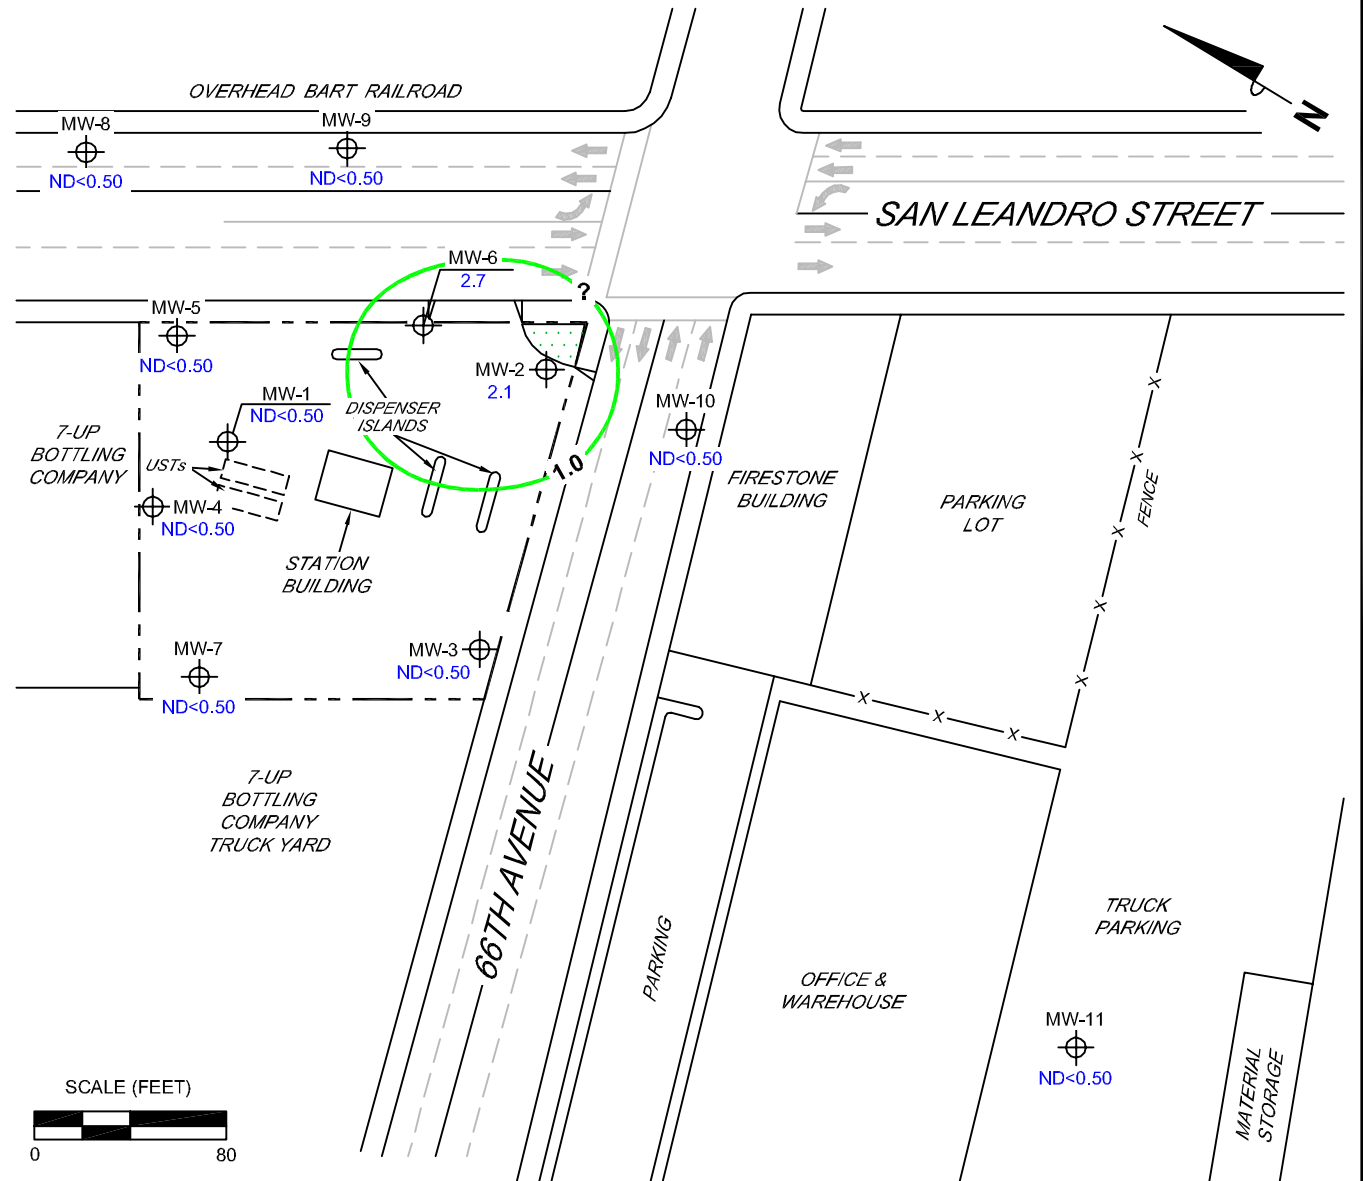 OVERHEAD BART RAILROAD
N
MW-8
ND<0.50
MW-9
ND<0.50
SAN LEANDRO STREET
MW-6
2.7
?
MW-5
ND<0.50
MW-2
2.1
MW-1
ND<0.50
DISPENSER
ISLANDS
MW-10
ND<0.50
1.0
7-UP
BOTTLING
COMPANY
USTs
MW-4
ND<0.50
FIRESTONE
BUILDING
PARKING
LOT
FENCE
X
X
X
X
X
X
X
X
STATION
BUILDING
MW-7
ND<0.50
MW-3
ND<0.50
7-UP
BOTTLING
COMPANY
TRUCK YARD
66TH AVENUE
PARKING
OFFICE &
WAREHOUSE
TRUCK
PARKING
MW-11
ND<0.50
MATERIAL
STORAGE
SCALE (FEET)
0
80